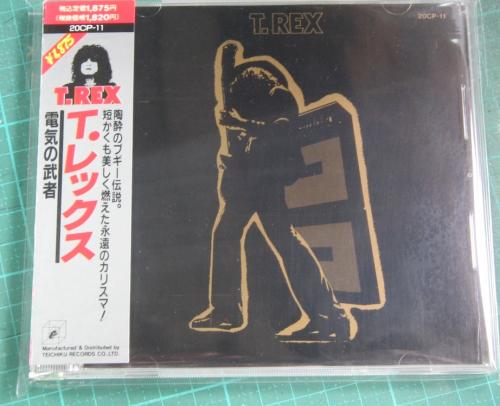 税込定価1,875円
(税抜価格1,820円)
20CP-11
¥1,875
T.REX
T.レックス
電気の武者
陶酔のブギー伝説。
短かくも美しく燃えた永遠のカリスマ!
Manufactured & Distributed by
TEICHIKU RECORDS CO.,LTD.
T.REX
20CP-11